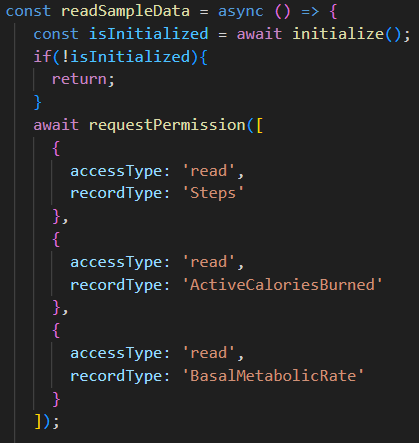 const readSampleData = async () => {
const isInitialized = await initialize();
if(!isInitialized){
return;
}
await requestPermission([
{
accessType: 'read',
recordType: 'Steps'
},
{
accessType: 'read',
recordType: 'ActiveCaloriesBurned'
},
{
accessType: 'read',
recordType: 'BasalMetabolicRate'
}
]);